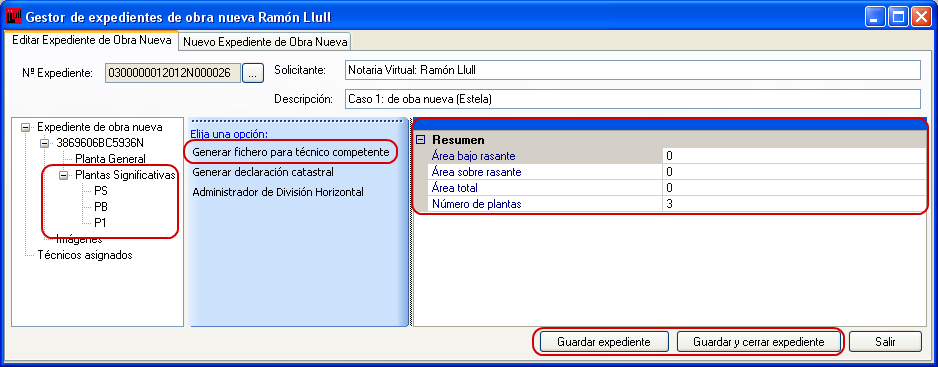 Gestor de expedientes de obra nueva Ramón Llull
Editar Expediente de Obra Nueva
Nuevo Expediente de Obra Nueva
Nº Expediente:
0300000012012N000026
...
Solicitante:
Notaria Virtual: Ramón Llull
Descripción:
Caso 1: de oba nueva (Estela)
Expediente de obra nueva
3869606BC5936N
Planta General
Plantas Significativas
PS
PB
P1
Imágenes
Técnicos asignados
Elija una opción:
Generar fichero para técnico competente
Generar declaración catastral
Administrador de División Horizontal
Resumen
Área bajo rasante 0
Área sobre rasante 0
Área total 0
Número de plantas 3
Guardar expediente
Guardar y cerrar expediente
Salir